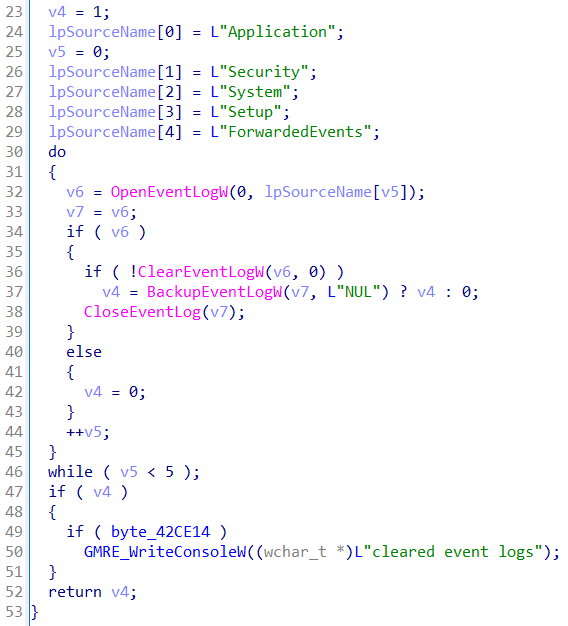 23 v4 = 1;
24 lpSourceName[0] = L"Application";
25 v5 = 0;
26 lpSourceName[1] = L"Security";
27 lpSourceName[2] = L"System";
28 lpSourceName[3] = L"Setup";
29 lpSourceName[4] = L"ForwardedEvents";
30 do
31 {
32 v6 = OpenEventLogW(0, lpSourceName[v5]);
33 v7 = v6;
34 if ( v6 )
35 {
36 if ( !ClearEventLogW(v6, 0) )
37 v4 = BackupEventLogW(v7, L"NUL") ? v4 : 0;
38 CloseEventLog(v7);
39 }
40 else
41 {
42 v4 = 0;
43 }
44 ++v5;
45 }
46 while ( v5 < 5 );
47 if ( v4 )
48 {
49 if ( byte_42CE14 )
50 GMRE_WriteConsoleW((wchar_t *)L"cleared event logs");
51 }
52 return v4;
53 }